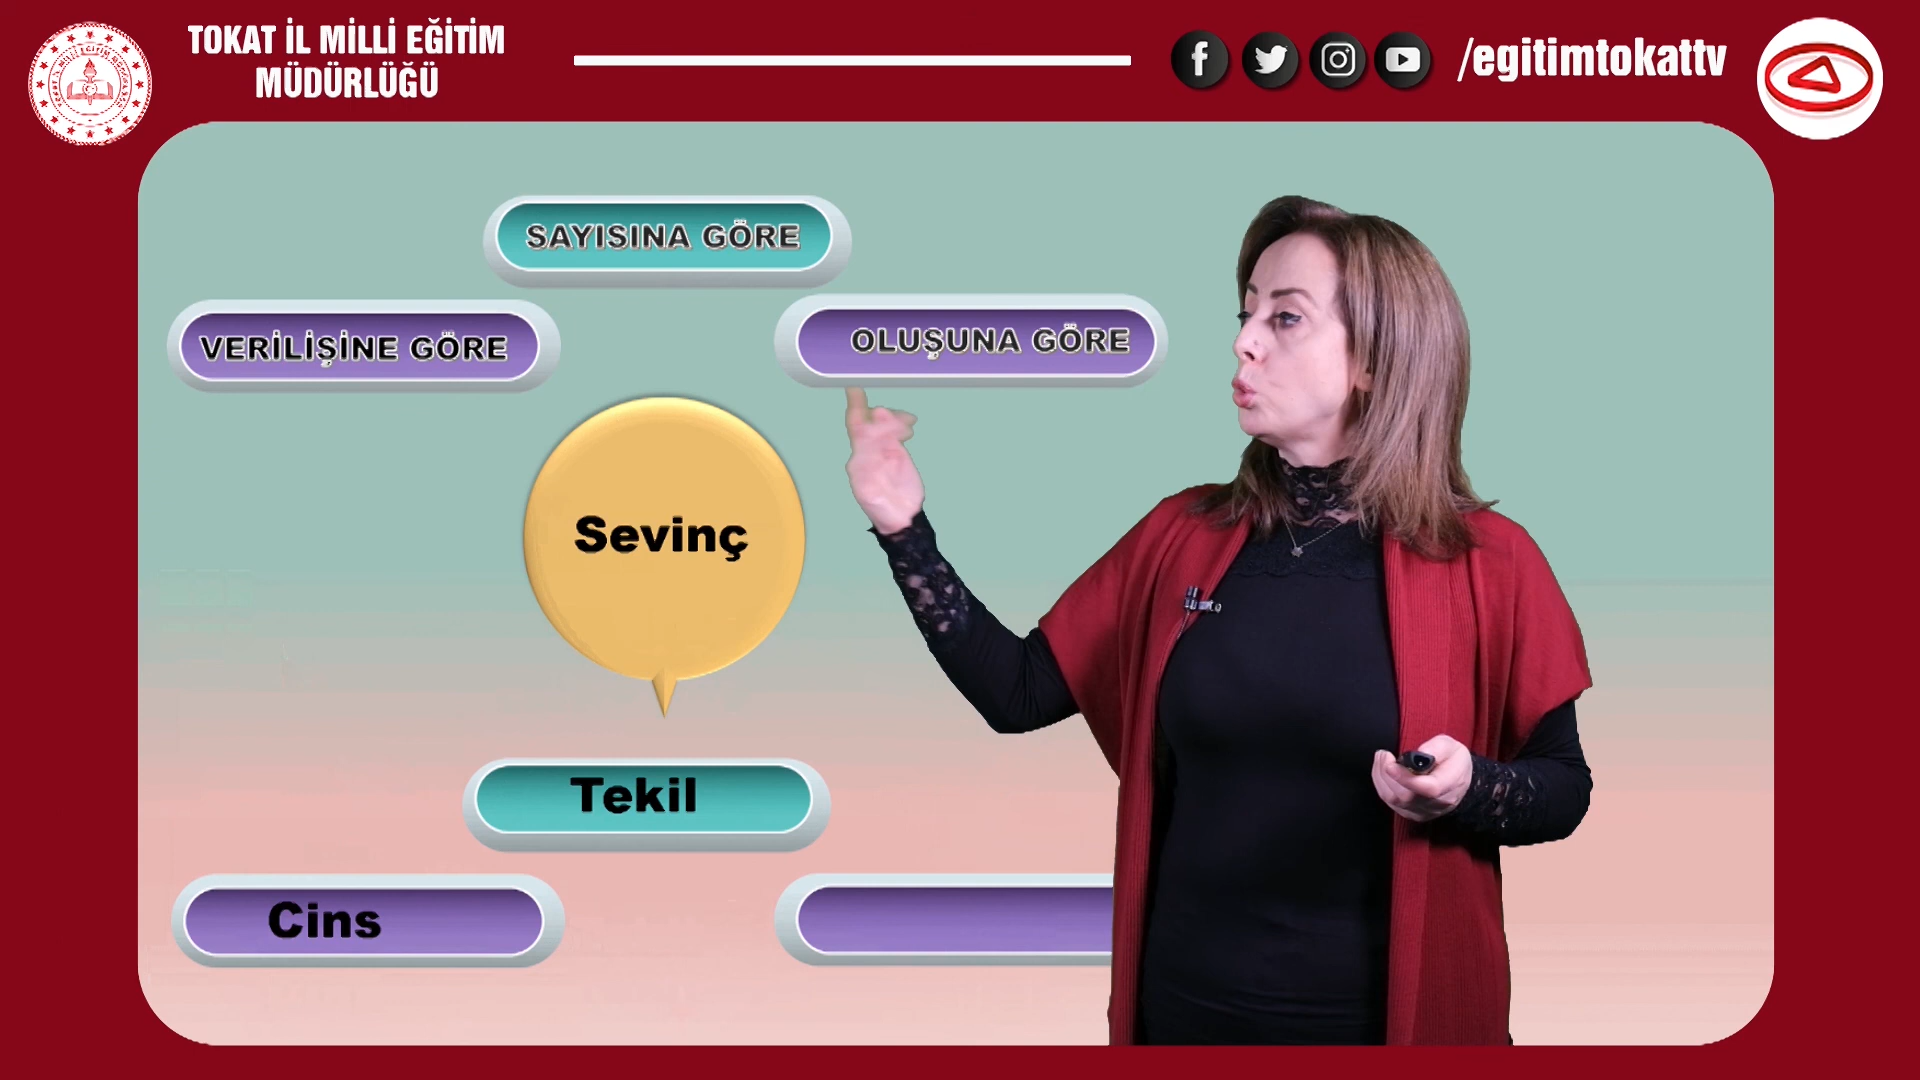 TOKAT İL MİLLİ EĞİTİM
MÜDÜRLÜĞÜ
/egitimtokattv
SAYISINA GÖRE
VERİLİŞİNE GÖRE
OLUŞUNA GÖRE
Sevinç
Tekil
Cins